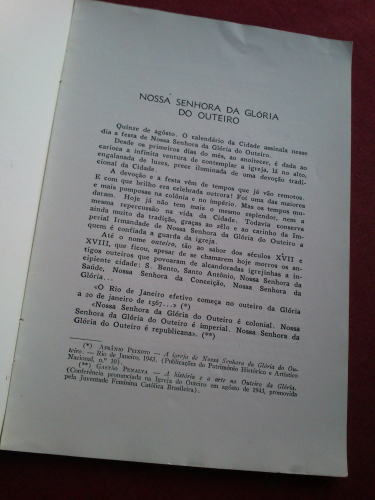 NOSSA SENHORA DA GLÓRIA
DO OUTEIRO
Quinze de agôsto. O calendário da Cidade assinala nesse
dia a festa de Nossa Senhora da Glória do Outeiro.
Desde os primeiros dias do mês, ao anoitecer, é dada ao
carioca a infinita ventura de contemplar a igreja, lá no alto,
engalanada de luzes, prece iluminada de uma devoção tradi-
cional da Cidade.
A devoção e a festa vêm de tempos que já vão remotos.
E com que brilho era celebrada outrora! Foi uma das maiores
e mais pomposas na colônia e no império. Mas os tempos mu-
daram. Hoje já não tem mais o mesmo esplendor, nem a
mesma repercussão na vida da Cidade. Todavia conserva
ainda muito da tradição, graças ao zêlo e ao carinho da Im-
perial Irmandade de Nossa Senhora da Glória do Outeiro a
quem é confiada a guarda da igreja.
Até o nome outeiro, tão ao sabor dos séculos XVII e
XVIII, que ficou, apesar de se chamarem hoje morros os an-
tigos outeiros que povoaram de alcandoradas igrejinhas a in-
cipiente cidade: S. Bento, Santo Antônio, Nossa Senhora da
Saúde, Nossa Senhora da Conceição, Nossa Senhora da
Glória...
«O Rio de Janeiro efetivo começa no outeiro da Glória
a 20 de janeiro de 1567...» (*)
«Nossa Senhora da Glória do Outeiro é colonial. Nossa
Senhora da Glória do Outeiro é imperial. Nossa Senhora da
Glória do Outeiro é republicana». (**)
(*) AFRÂNIO PEIXOTO — A igreja de Nossa Senhora da Glória do Ou-
teiro. — Rio de Janeiro, 1943. (Publicações do Patrimônio Histórico e Artístico
Nacional, n.º 10).
(**) GASTÃO PENALVA — A história e a arte no Outeiro da Glória.
(Conferência pronunciada na Igreja do Outeiro em agôsto de 1943, promovida
pela Juventude Feminina Católica Brasileira).